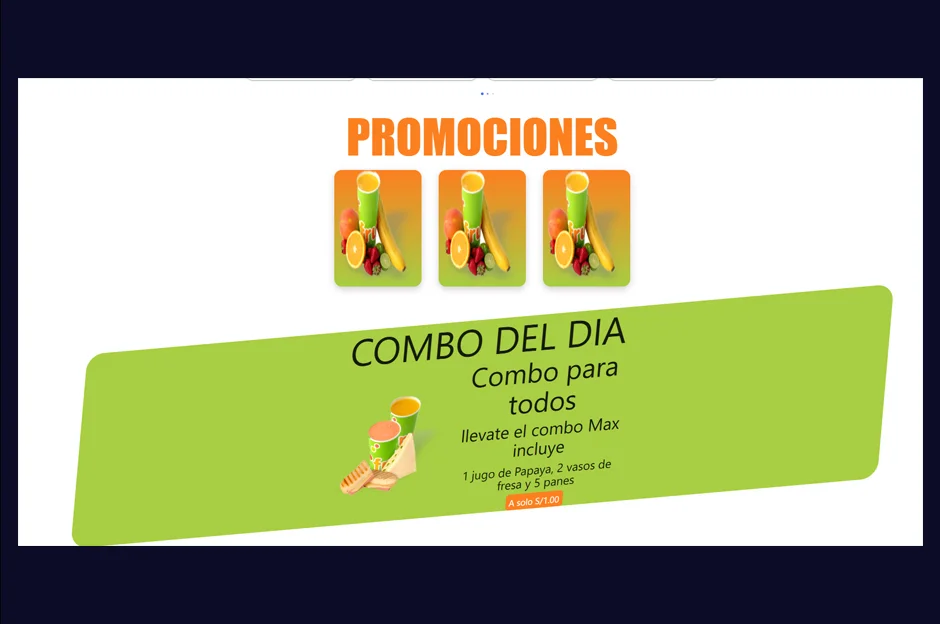 PROMOCIONES
COMBO DEL DIA
Combo para
todos
llevate el combo Max
incluye
1 jugo de Papaya, 2 vasos de
fresa y 5 panes
A solo S/1.00